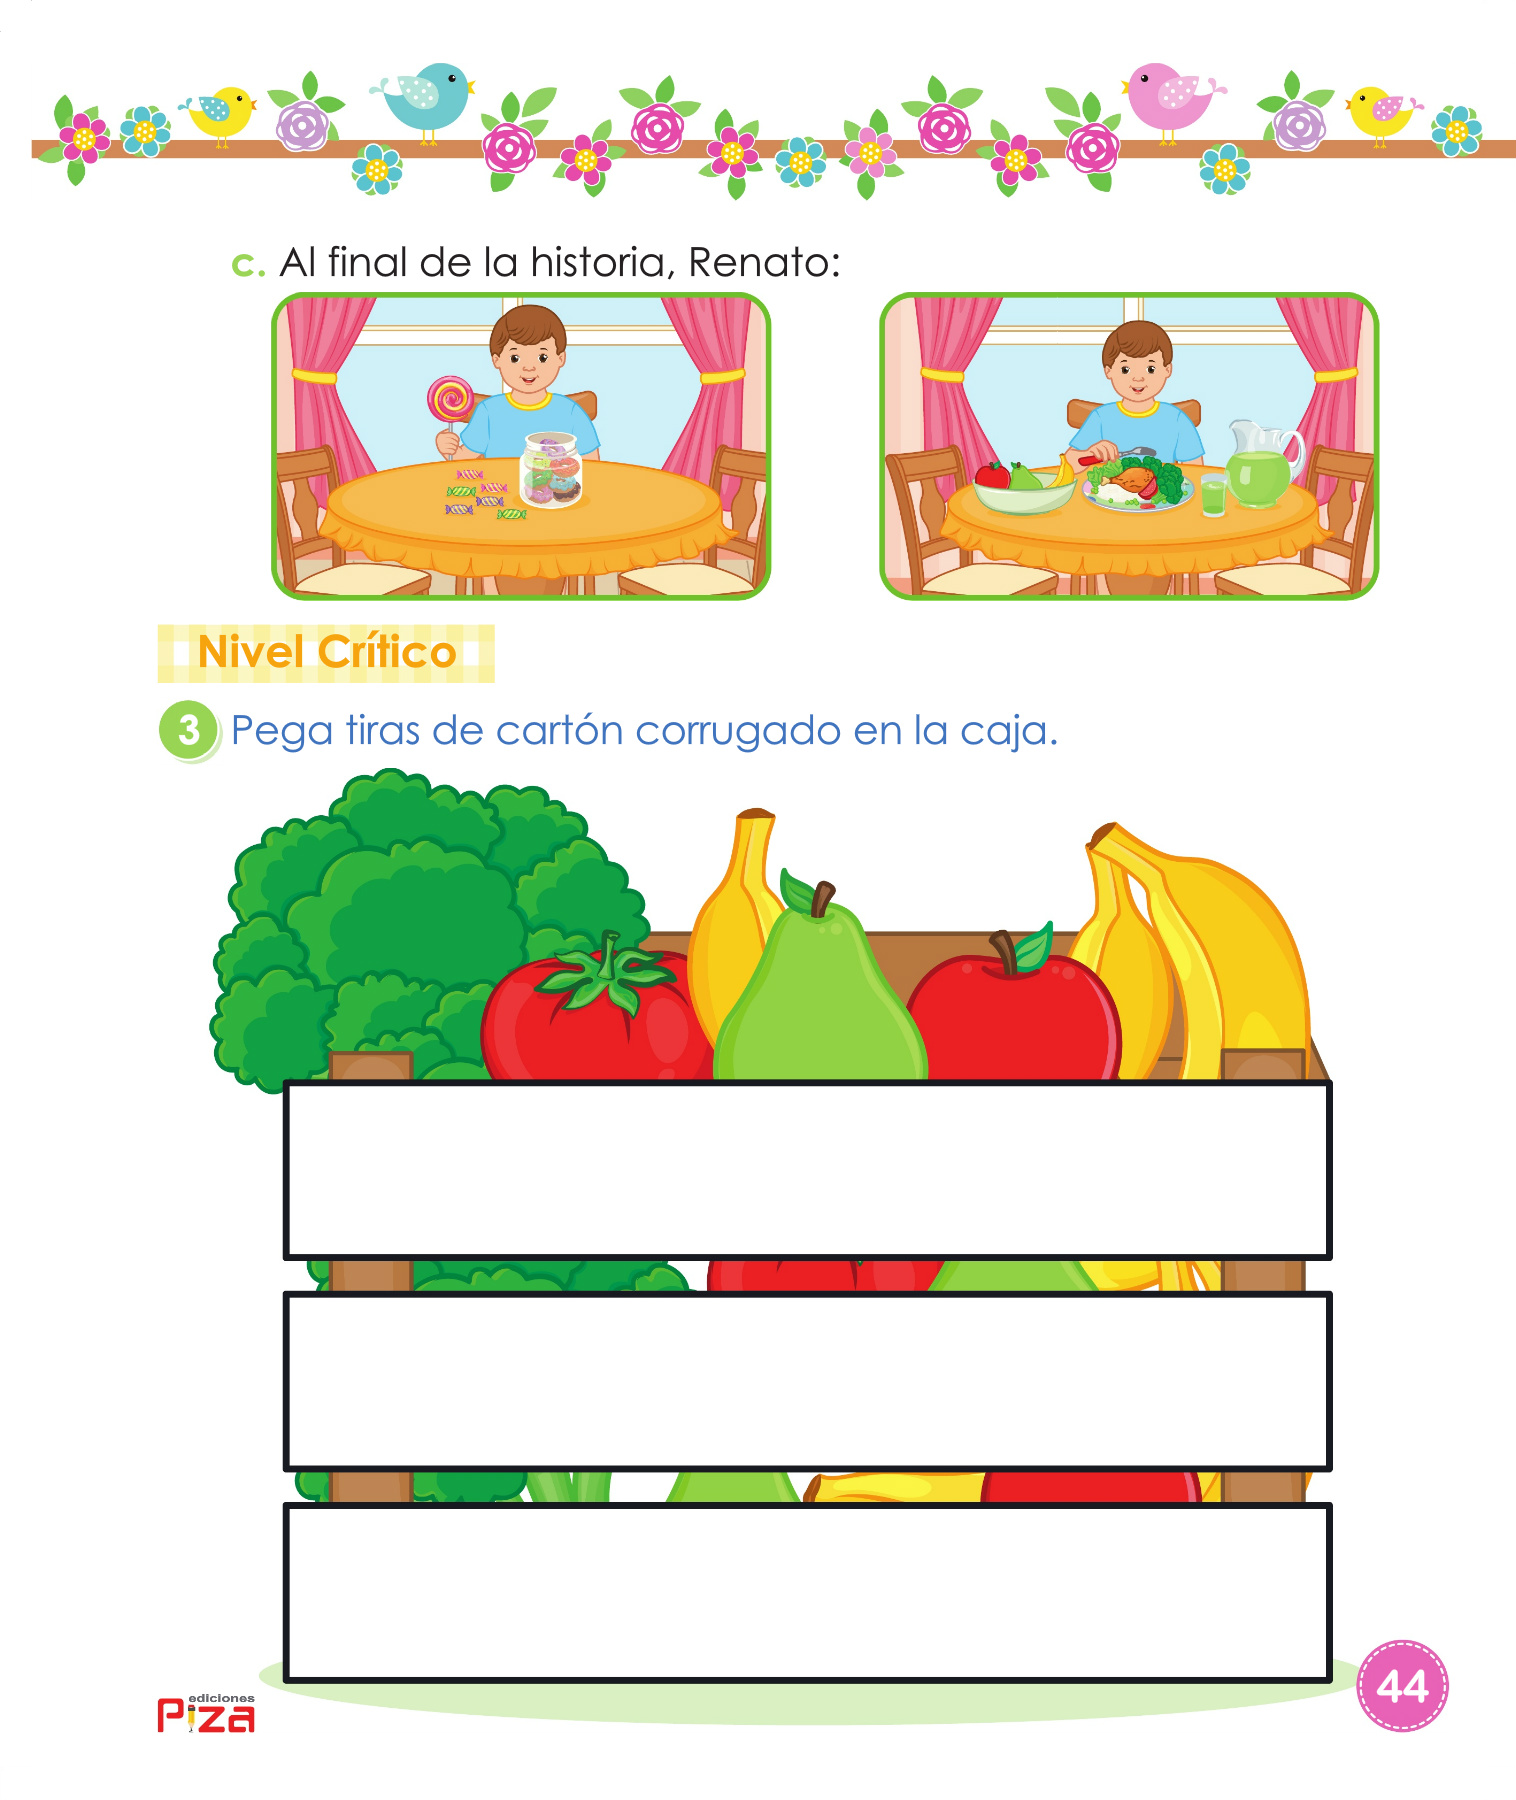 c. Al final de la historia, Renato:
Nivel Crítico
3 Pega tiras de cartón corrugado en la caja.
44
ediciones
Piza